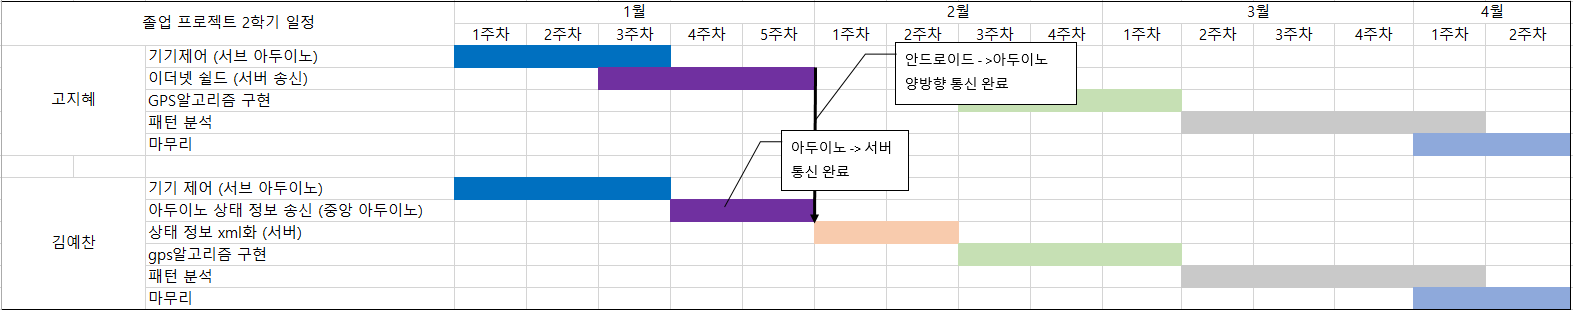 졸업 프로젝트 2학기 일정
1월 2월 3월 4월
1주차 2주차 3주차 4주차 5주차 1주차 2주차 3주차 4주차 1주차 2주차 3주차 4주차 1주차 2주차
고지혜
기기제어 (서브 아두이노)
이더넷 쉴드 (서버 송신)
GPS알고리즘 구현
패턴 분석
마무리
안드로이드 - >아두이노
양방향 통신 완료
아두이노 -> 서버
통신 완료
김예찬
기기 제어 (서브 아두이노)
아두이노 상태 정보 송신 (중앙 아두이노)
상태 정보 xml화 (서버)
gps알고리즘 구현
패턴 분석
마무리